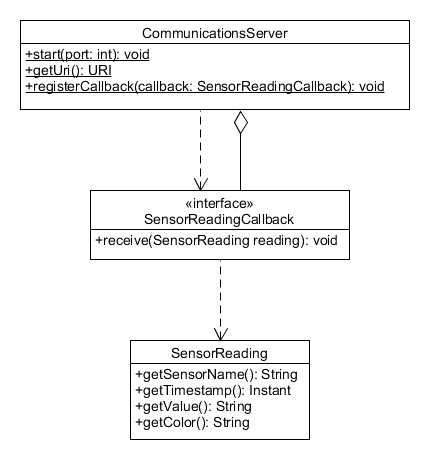 CommunicationsServer
+start(port: int): void
+getUri(): URI
+registerCallback(callback: SensorReadingCallback): void
«interface»
SensorReadingCallback
+receive(SensorReading reading): void
SensorReading
+getSensorName(): String
+getTimestamp(): Instant
+getValue(): String
+getColor(): String